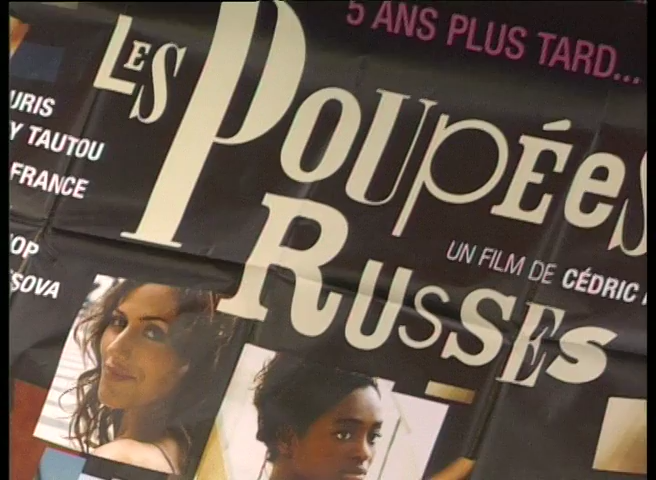 5 ANS PLUS TARD...
LES POUPÉES
RUSSES
URIS
Y TAUTOU
FRANCE
OP
SOVA
UN FILM DE CÉDRIC